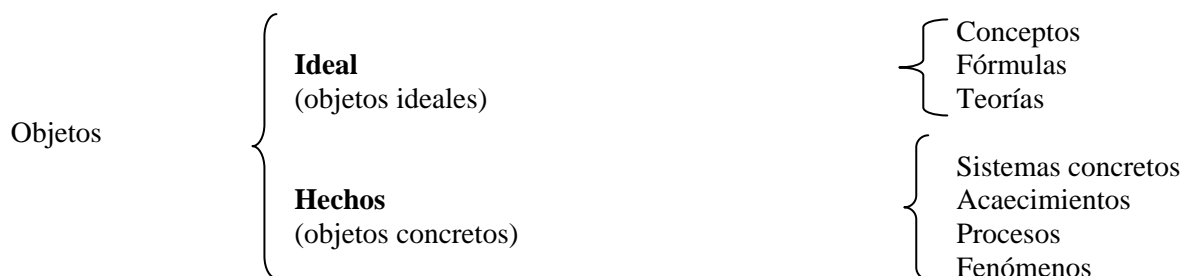 Objetos
Ideal
(objetos ideales)
Conceptos
Fórmulas
Teorías
Hechos
(objetos concretos)
Sistemas concretos
Acaecimientos
Procesos
Fenómenos